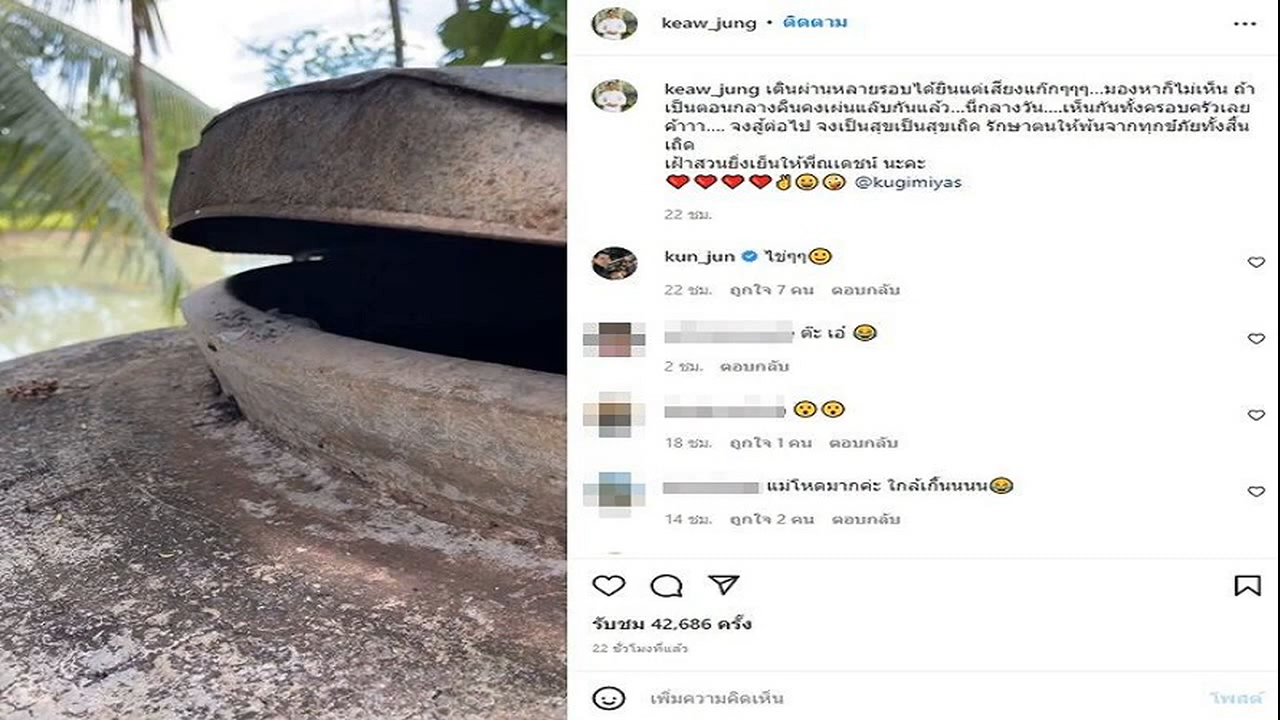 keaw_jung • ติดตาม
keaw_jung เดินผ่านหลายรอบได้ยินแต่เสียงแก๊กๆๆๆ...มองหาก็ไม่เห็น ถ้า
เป็นตอนกลางคืนคงเผ่นแล๊บกันแล้ว...นี่กลางวัน....เห็นกันทั้งครอบครัวเลย
ค้าาา.... จงสู้ต่อไป จงเป็นสุขเป็นสุขเถิด รักษาตนให้พ้นจากทุกข์ภัยทั้งสิ้น
เถิด
เฝ้าสวนยิ่งเย็นให้พี่ณเดชน์ นะคะ
❤️❤️❤️❤️✌️😀😜 @kugimiyas
22 ชม.
kun_jun ไข่ๆๆ🙂
22 ชม. ถูกใจ 7 คน ตอบกลับ
ต๊ะ เอ๋ 😂
2 ชม. ตอบกลับ
😮😮
18 ชม. ถูกใจ 1 คน ตอบกลับ
แม่โหดมากค่ะ ใกล้เกิ๊นนนน😂
14 ชม. ถูกใจ 2 คน ตอบกลับ
รับชม 42,686 ครั้ง
22 ชั่วโมงที่แล้ว
เพิ่มความคิดเห็น
โพสต์